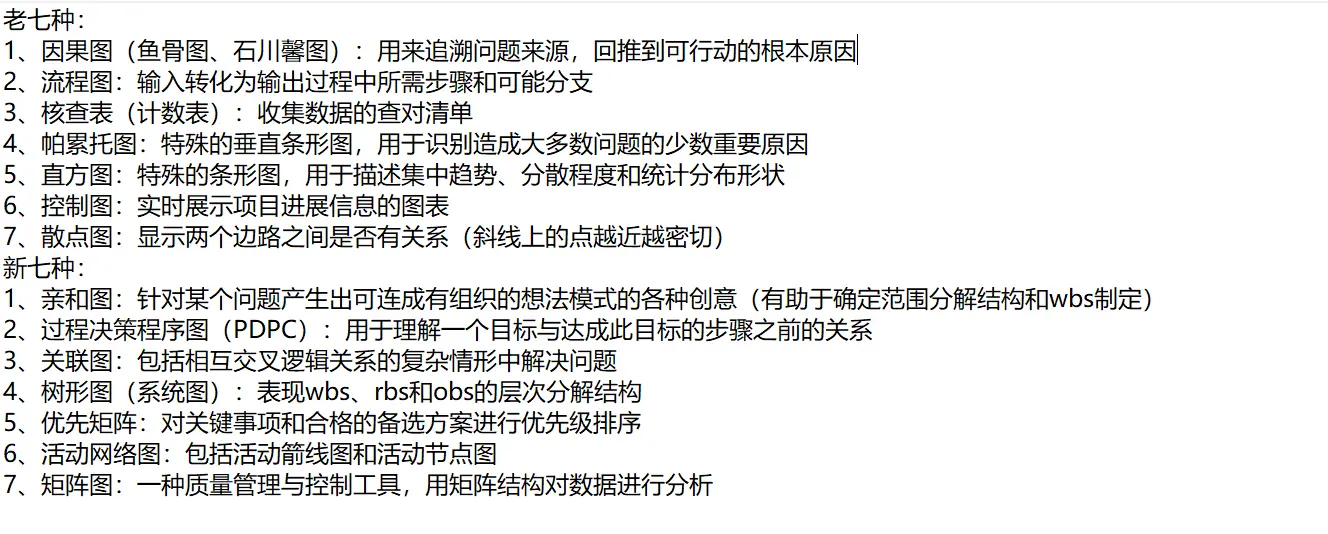 老七种：
1、因果图（鱼骨图、石川馨图）：用来追溯问题来源，回推到可行动的根本原因
2、流程图：输入转化为输出过程中所需步骤和可能分支
3、核查表（计数表）：收集数据的查对清单
4、帕累托图：特殊的垂直条形图，用于识别造成大多数问题的少数重要原因
5、直方图：特殊的条形图，用于描述集中趋势、分散程度和统计分布形状
6、控制图：实时展示项目进展信息的图表
7、散点图：显示两个边路之间是否有关系（斜线上的点越近越密切）
新七种：
1、亲和图：针对某个问题产生出可连成有组织的想法模式的各种创意（有助于确定范围分解结构和wbs制定）
2、过程决策程序图（PDPC）：用于理解一个目标与达成此目标的步骤之前的关系
3、关联图：包括相互交叉逻辑关系的复杂情形中解决问题
4、树形图（系统图）：表现wbs、rbs和obs的层次分解结构
5、优先矩阵：对关键事项和合格的备选方案进行优先级排序
6、活动网络图：包括活动箭线图和活动节点图
7、矩阵图：一种质量管理与控制工具，用矩阵结构对数据进行分析